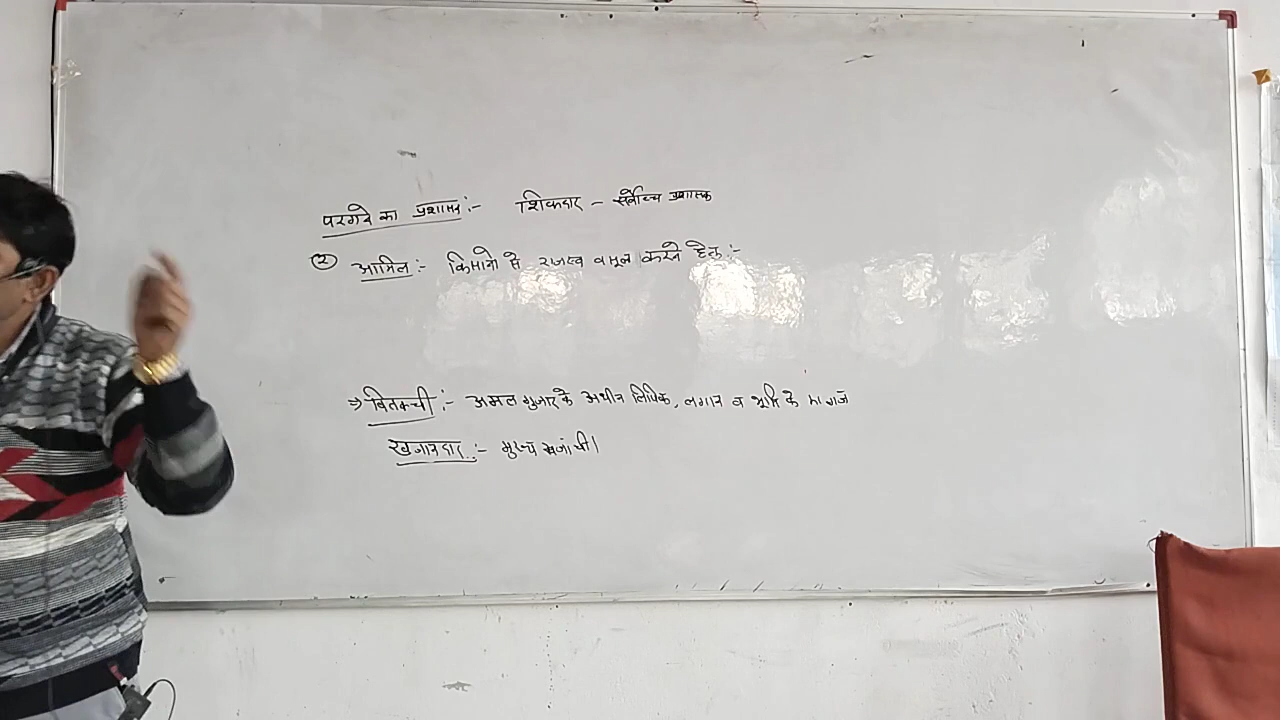 परगने का प्रशासन :- शिकदार - सर्वोच्च प्रशासक
② आमिल :- किसानो से राजस्व वसूल करने हेतु :-
⇒ बितकची :- अमल गुजार के अधीन लिपिक, लगान व भूमि के कागज
खजानदार :- मुख्य खजांची।